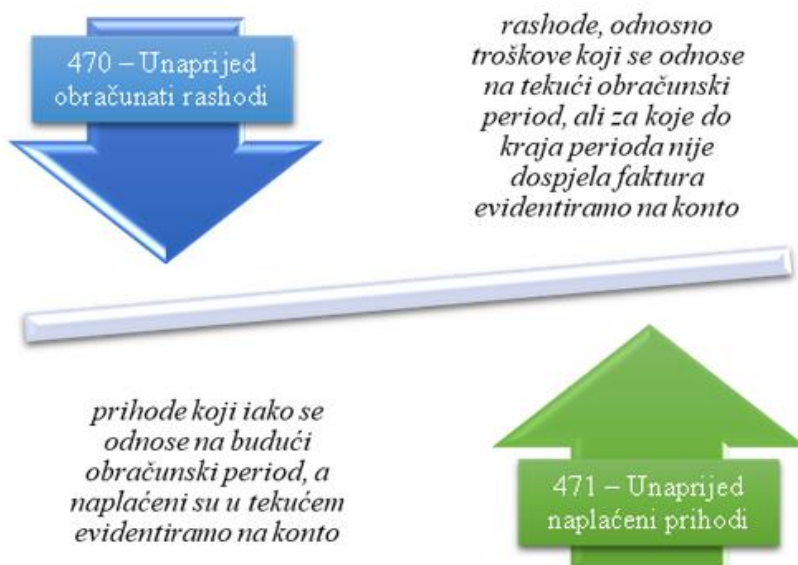 470 – Unaprijed
obračunati rashodi
rashode, odnosno
troškove koji se odnose
na tekući obračunski
period, ali za koje do
kraja perioda nije
dospjela faktura
evidentiramo na konto
prihode koji iako se
odnose na budući
obračunski period, a
naplaćeni su u tekućem
evidentiramo na konto
471 – Unaprijed
naplaćeni prihodi